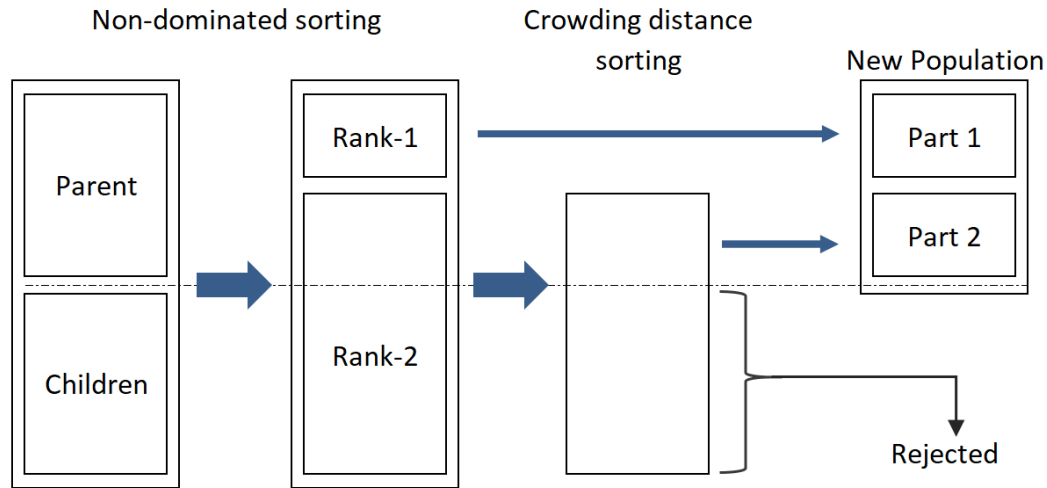 Non-dominated sorting
Crowding distance
sorting
New Population
Parent
Children
Rank-1
Rank-2
Part 1
Part 2
Rejected